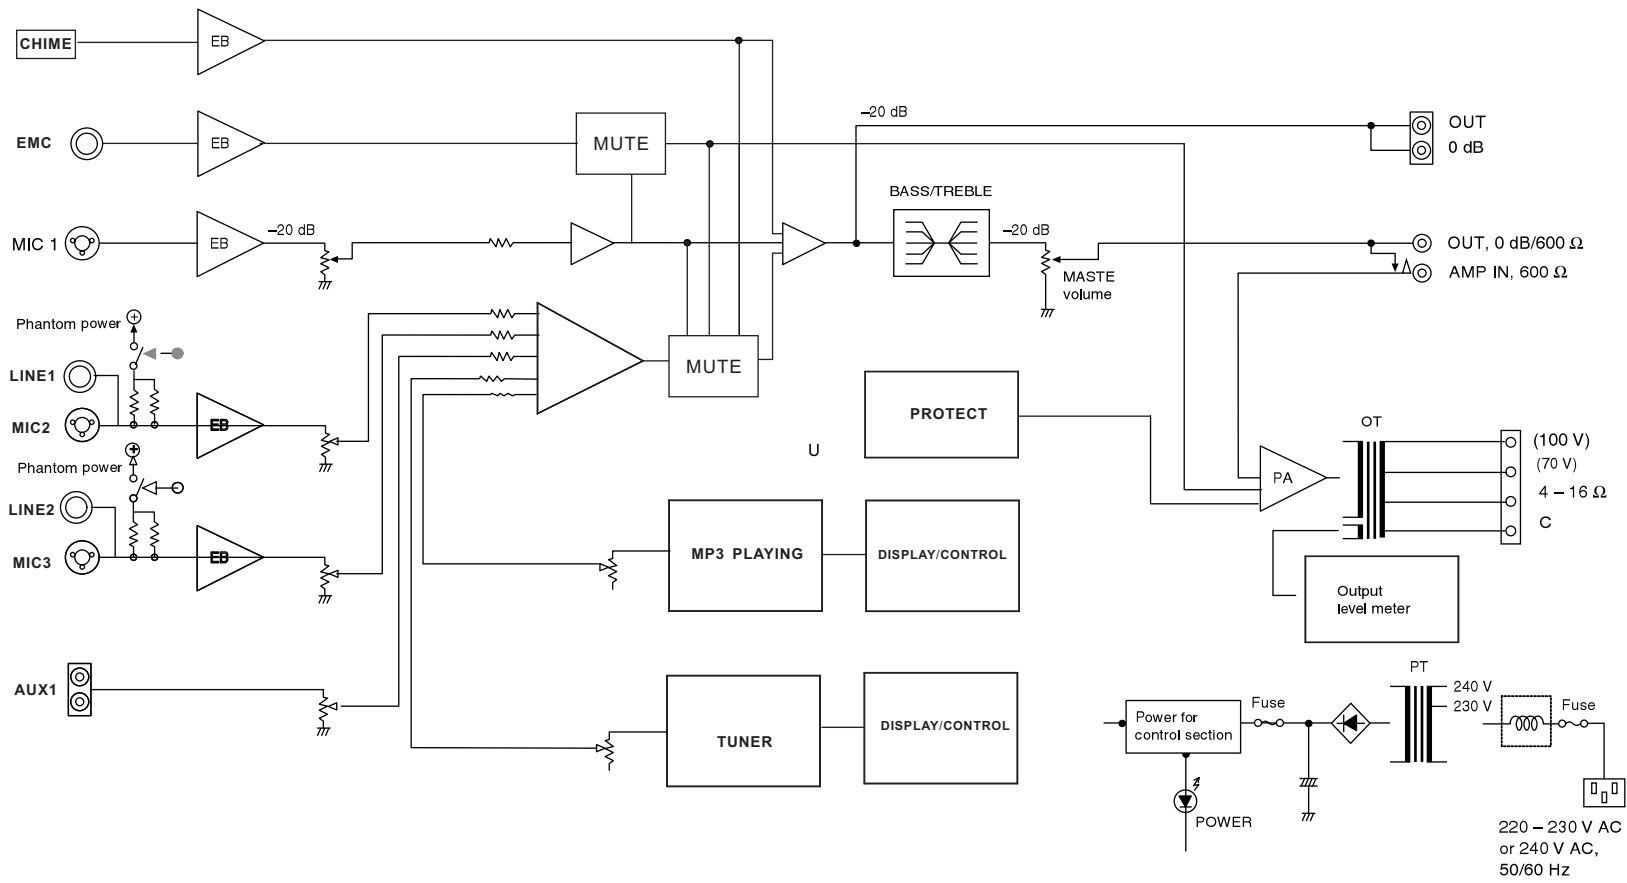 CHIME
EB
–20 dB
OUT
0 dB
EMC
EB
MUTE
BASS/TREBLE
MIC 1
EB
–20 dB
–20 dB
OUT, 0 dB/600 Ω
AMP IN, 600 Ω
MASTE
volume
Phantom power
LINE1
MIC2
EB
MUTE
PROTECT
OT
(100 V)
(70 V)
4 – 16 Ω
C
U
PA
Phantom power
LINE2
MIC3
EB
MP3 PLAYING
DISPLAY/CONTROL
Output
level meter
AUX1
TUNER
DISPLAY/CONTROL
PT
240 V
230 V
Fuse
Fuse
Power for
control section
POWER
220 – 230 V AC
or 240 V AC,
50/60 Hz